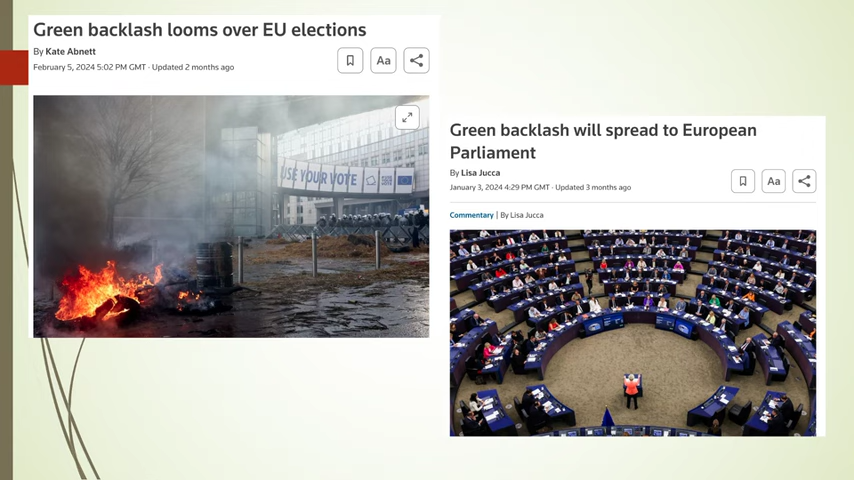 Green backlash looms over EU elections
By Kate Abnett
February 5, 2024 5:02 PM GMT · Updated 2 months ago
Aa
USE YOUR VOTE
Green backlash will spread to European
Parliament
By Lisa Jucca
January 3, 2024 4:29 PM GMT · Updated 3 months ago
Aa
Commentary | By Lisa Jucca